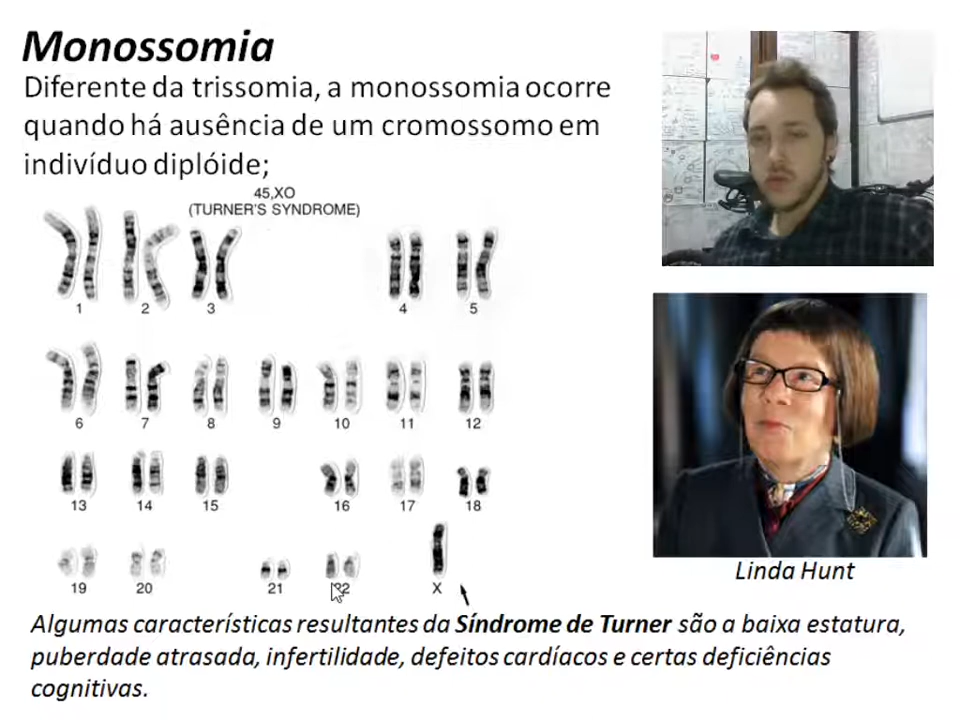 Monossomia
Diferente da trissomia, a monossomia ocorre
quando há ausência de um cromossomo em
indivíduo diplóide;
45,XO
(TURNER'S SYNDROME)
1 2 3 4 5
6 7 8 9 10 11 12
13 14 15 16 17 18
19 20 21 22 X
Linda Hunt
Algumas características resultantes da Síndrome de Turner são a baixa estatura,
puberdade atrasada, infertilidade, defeitos cardíacos e certas deficiências
cognitivas.